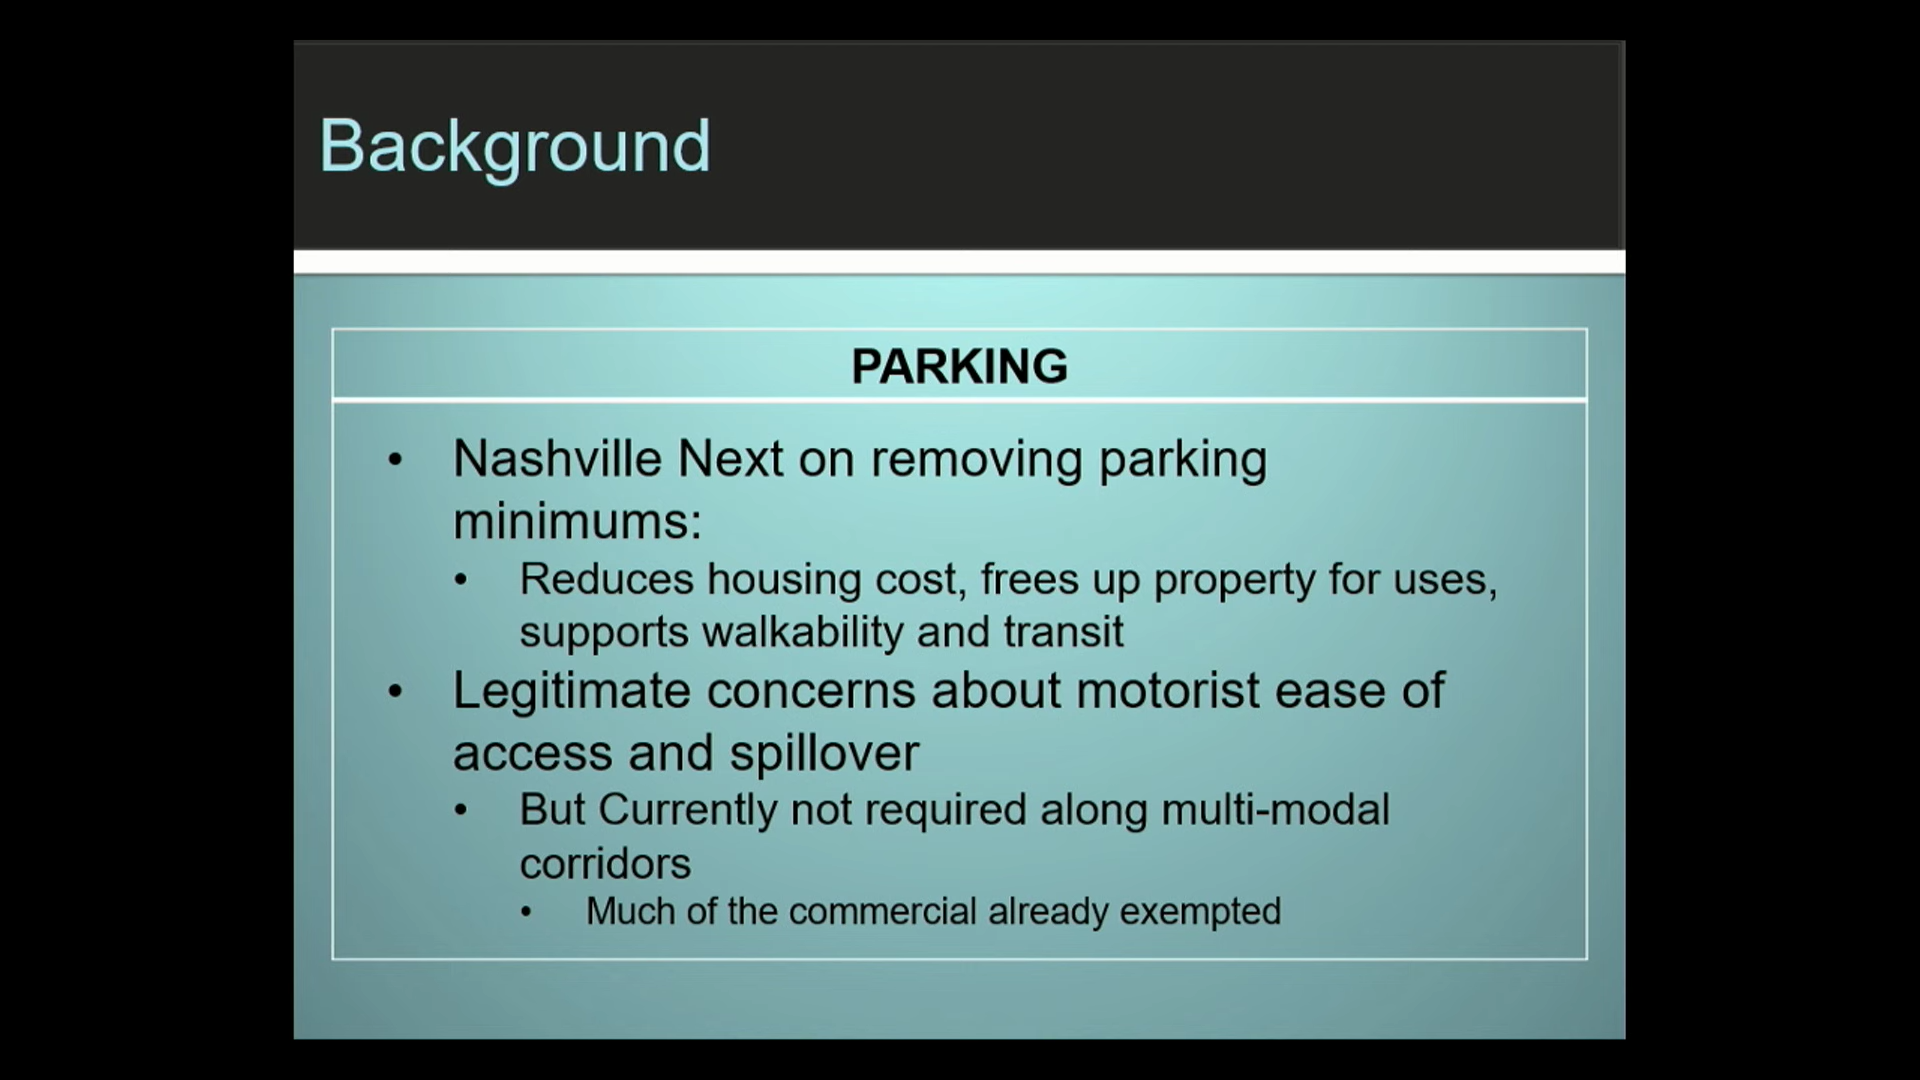 Background
PARKING
• Nashville Next on removing parking
minimums:
• Reduces housing cost, frees up property for uses,
supports walkability and transit
• Legitimate concerns about motorist ease of
access and spillover
• But Currently not required along multi-modal
corridors
• Much of the commercial already exempted